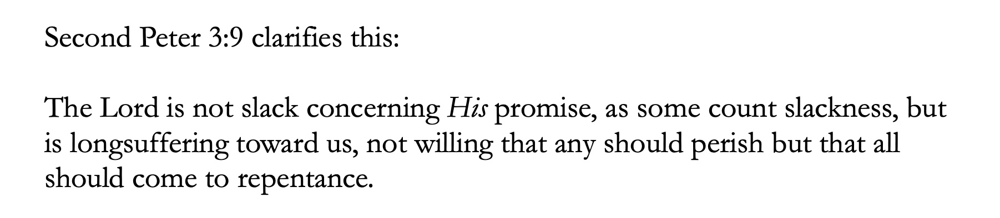 Second Peter 3:9 clarifies this:
The Lord is not slack concerning His promise, as some count slackness, but
is longsuffering toward us, not willing that any should perish but that all
should come to repentance.